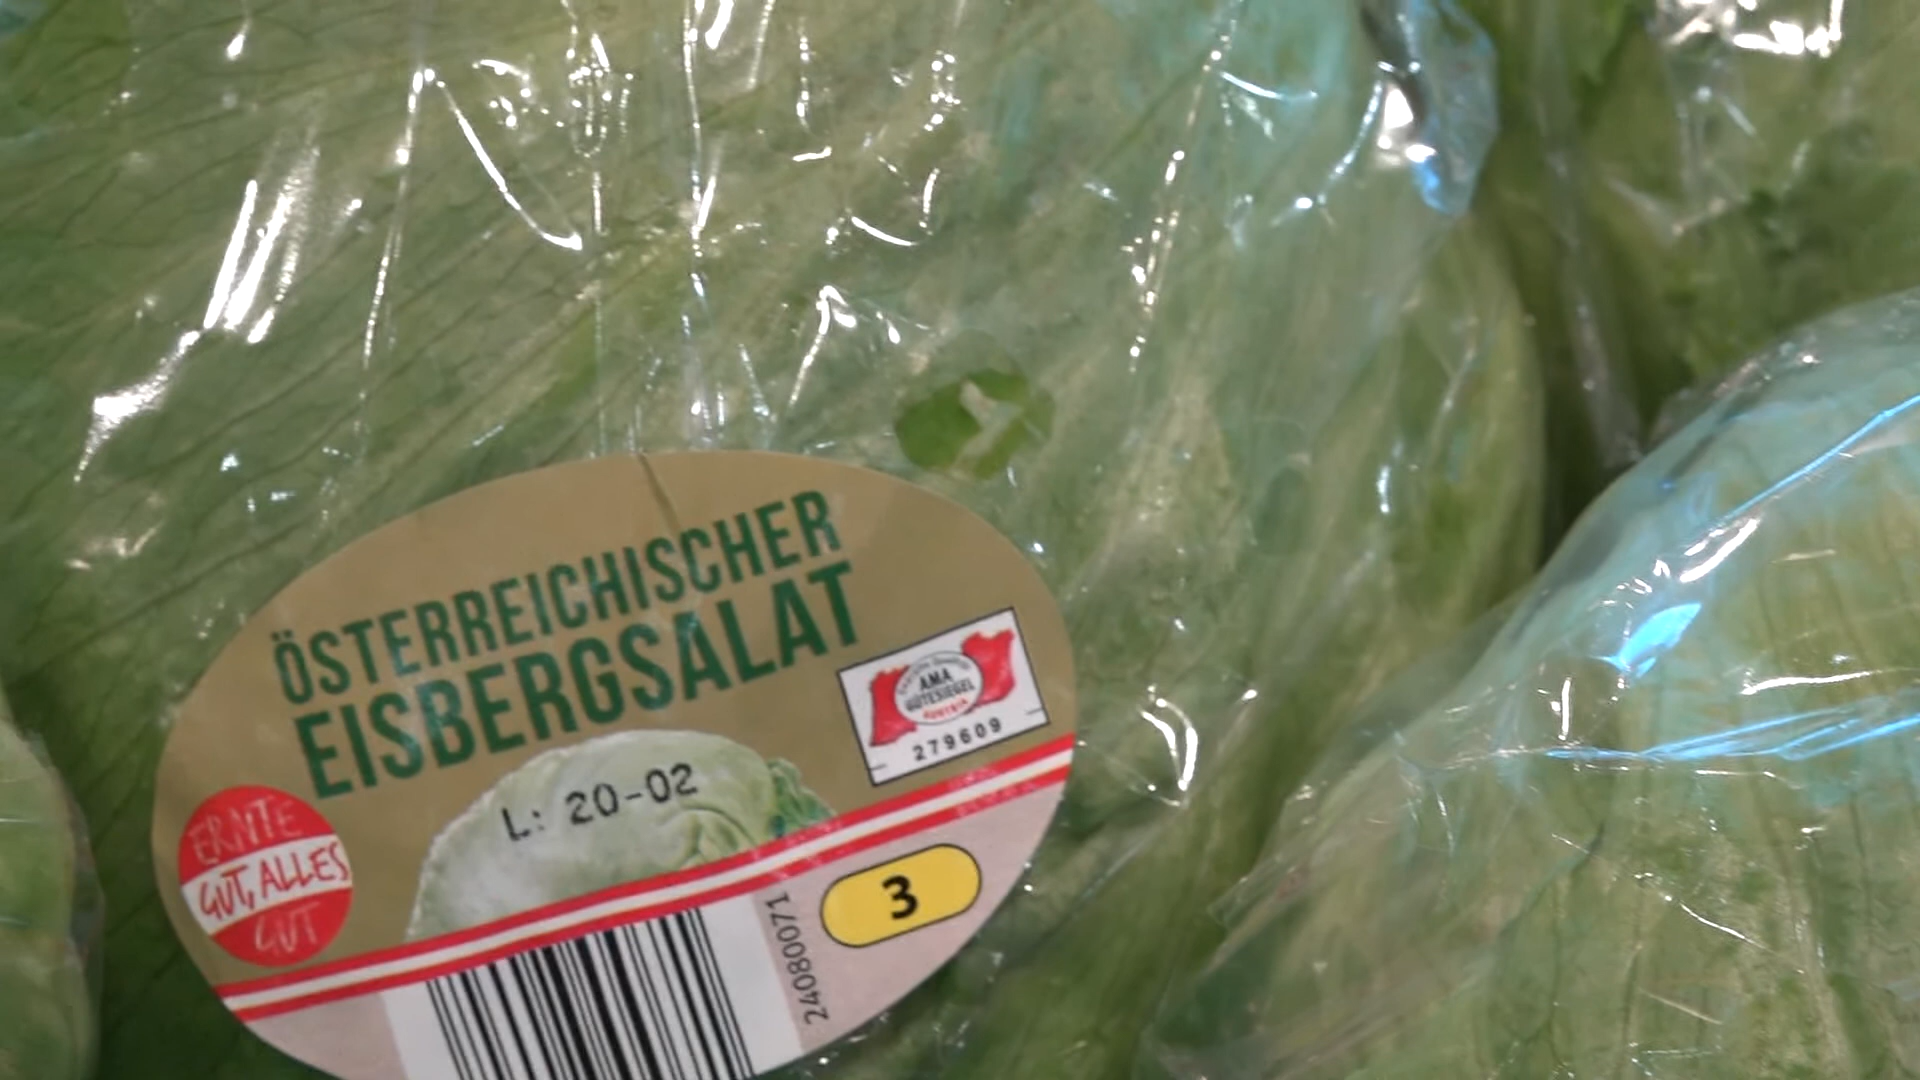 ÖSTERREICHISCHER
EISBERGSALAT
AMA
GÜTESIEGEL
AUSTRIA
279609
L: 20-02
ERNTE
GUT, ALLES
GUT
3
24080071